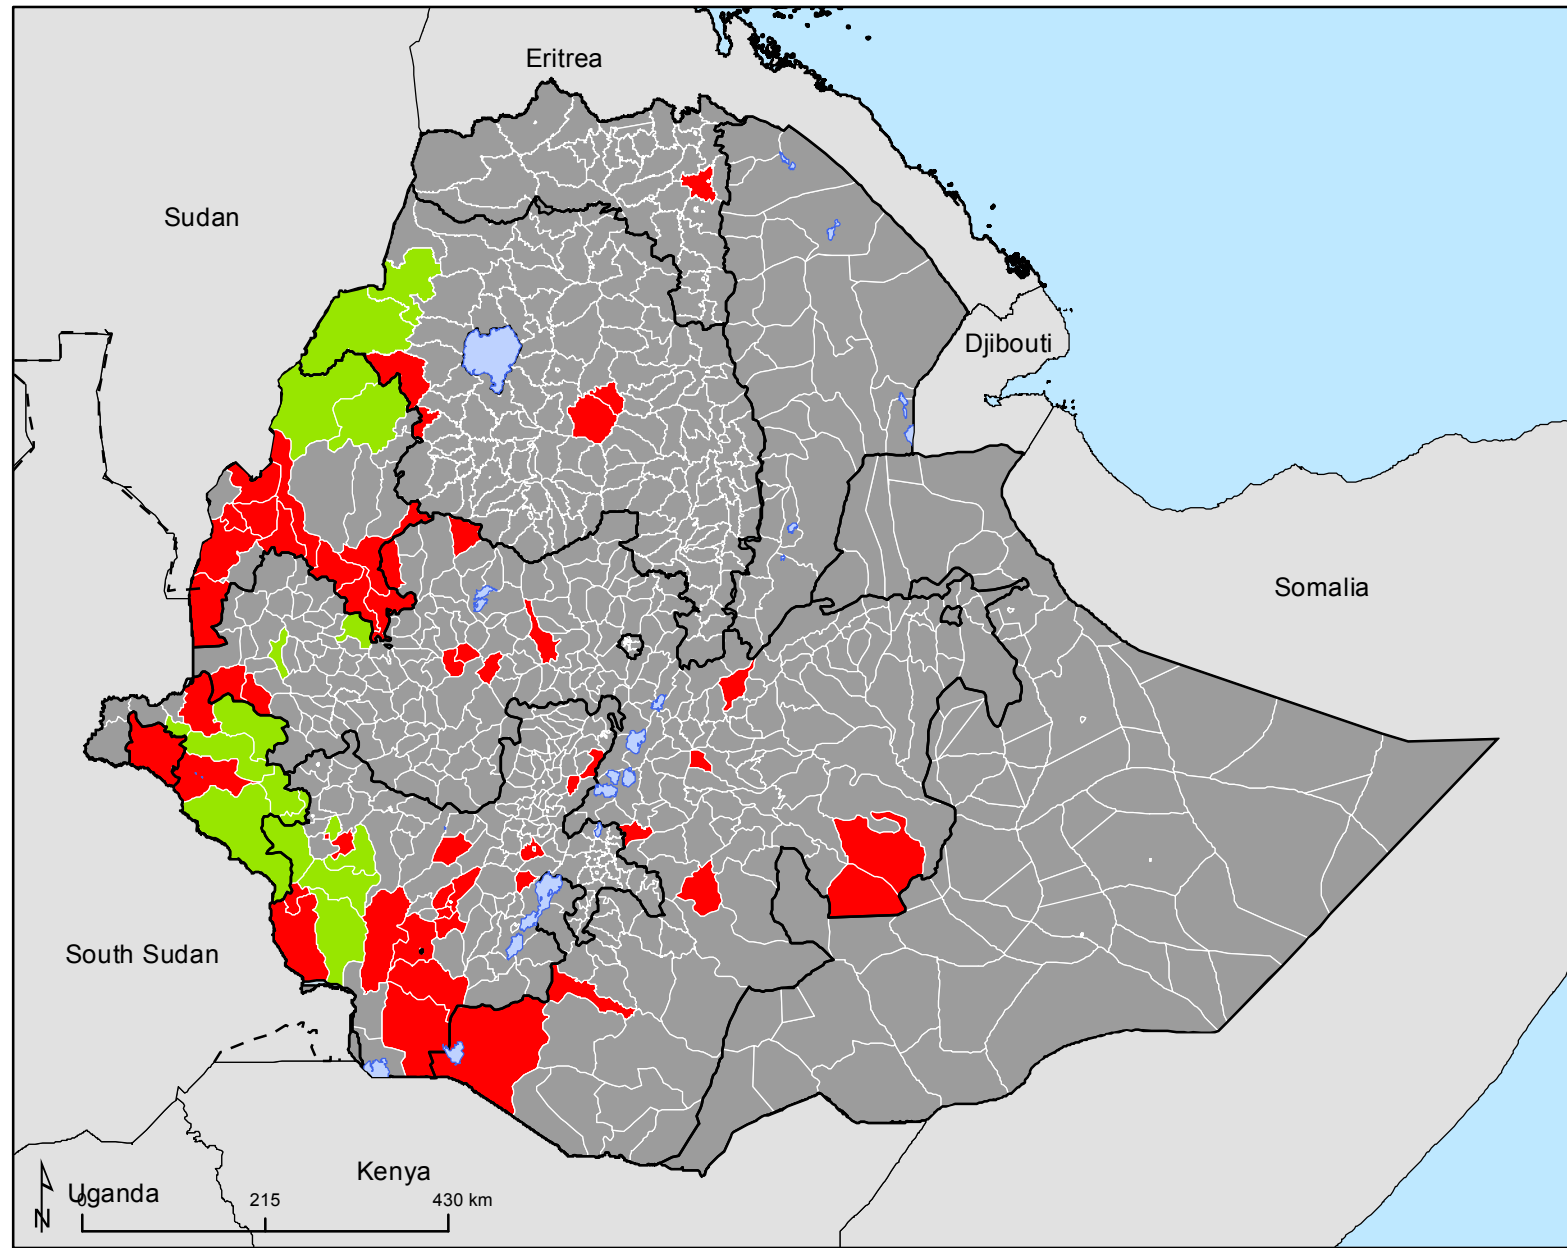 Eritrea
Sudan
Djibouti
Somalia
South Sudan
Kenya
Uganda
0 215 430 km
N